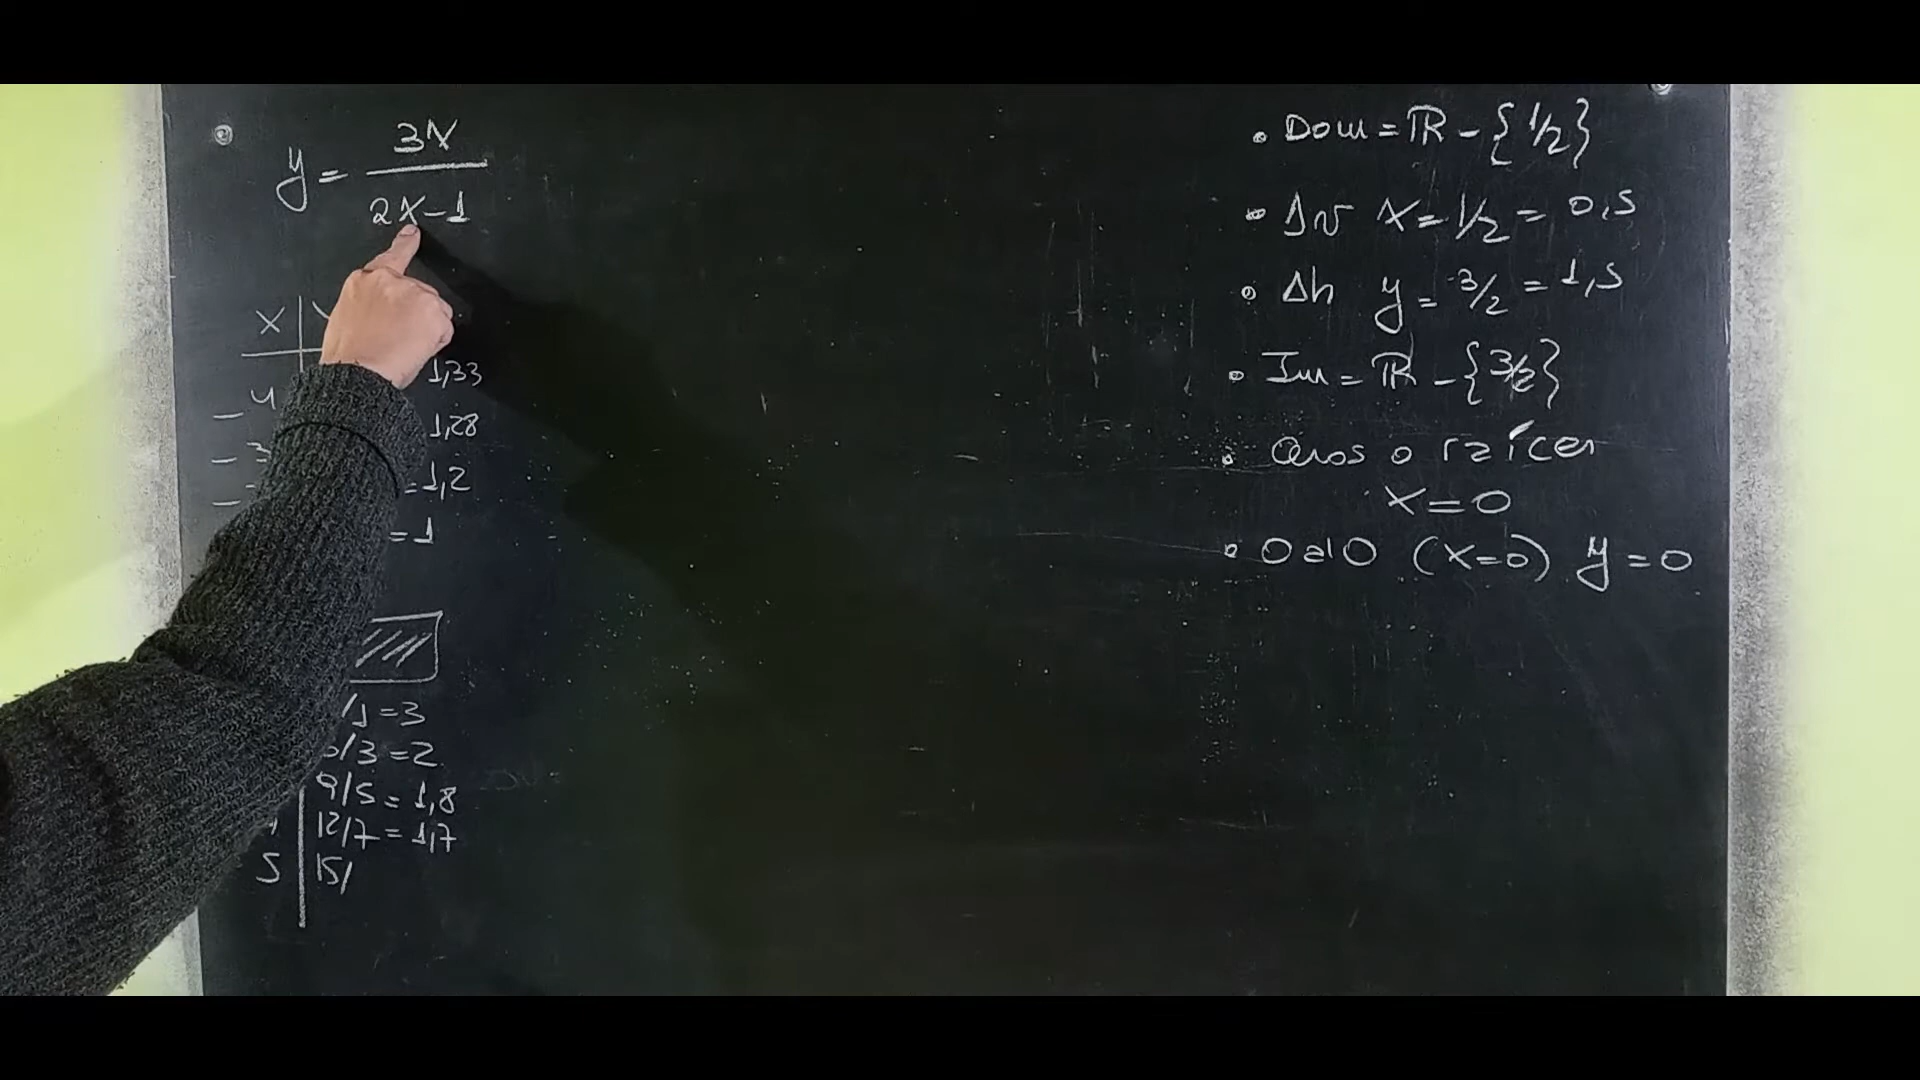 y = 3x / 2x-1
x
-4 1,33
-3 1,28
- =1,2
=1
/1=3
/3=2
9/5=1,8
12/7=1,7
5 15/
• Dom = ℝ - {1/2}
• Δv x = 1/2 = 0,5
• Δh y = 3/2 = 1,5
• Im = ℝ - {3/2}
• Ceros o raíces
x=0
• O al O (x=0) y=0